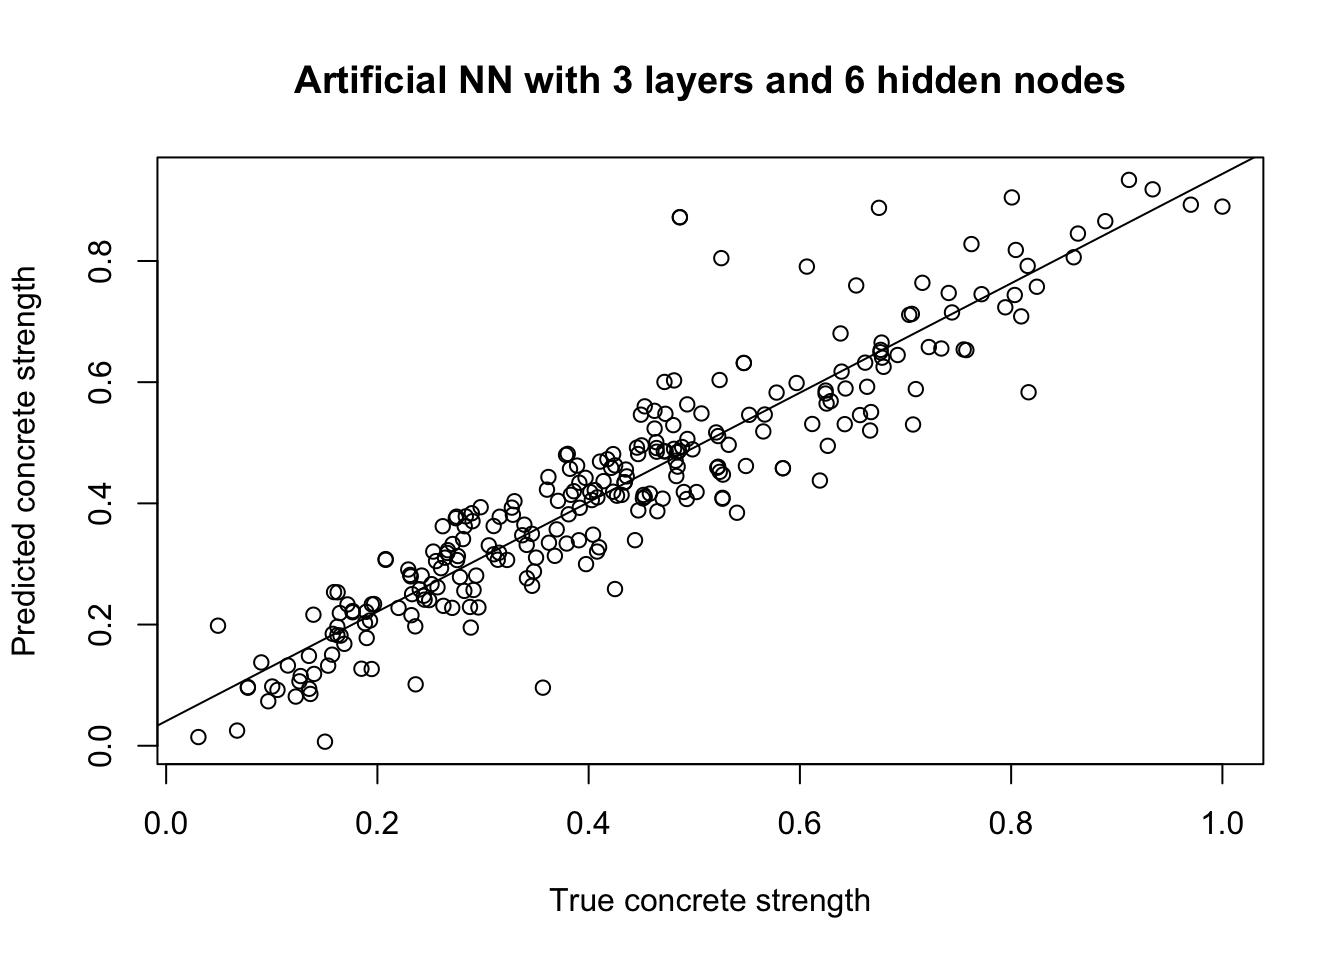 Artificial NN with 3 layers and 6 hidden nodes
Predicted concrete strength
0.8
0.6
0.4
0.2
0.0
0.0 0.2 0.4 0.6 0.8 1.0
True concrete strength